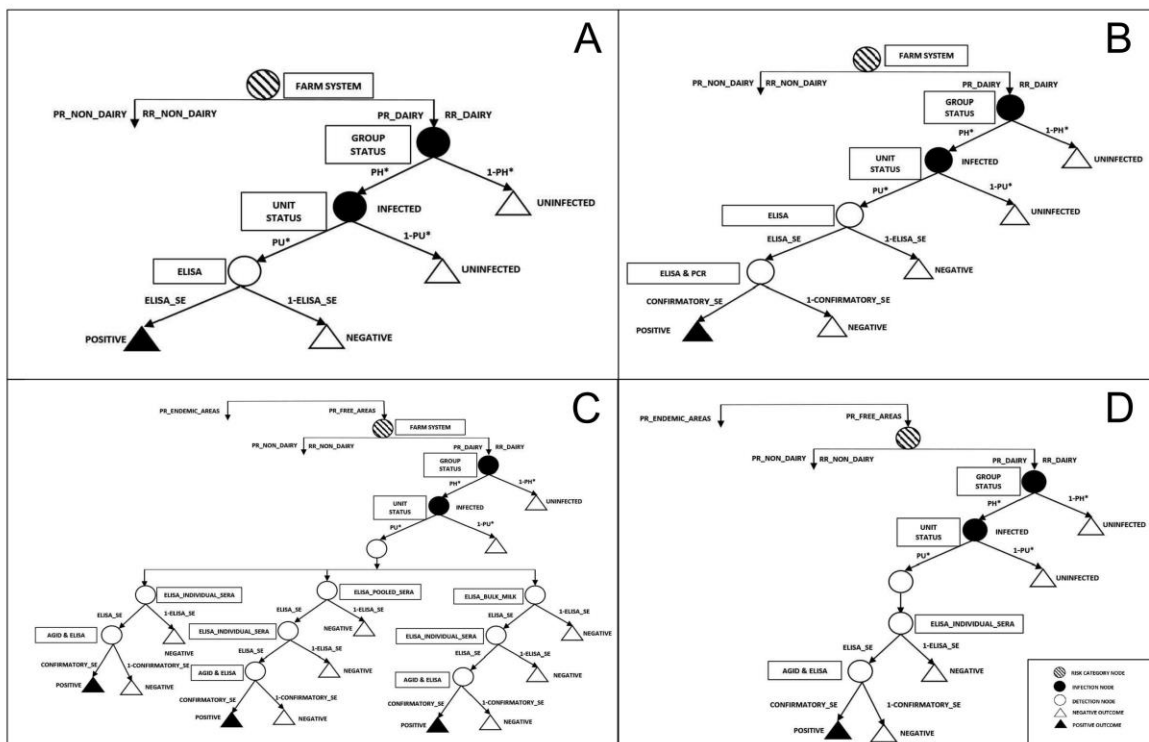 A
FARM SYSTEM
PR_NON_DAIRY
RR_NON_DAIRY
PR_DAIRY
RR_DAIRY
GROUP
STATUS
PH*
1-PH*
UNIT
STATUS
INFECTED
UNINFECTED
PU*
1-PU*
ELISA
UNINFECTED
ELISA_SE
1-ELISA_SE
POSITIVE
NEGATIVE
B
FARM SYSTEM
PR_NON_DAIRY
RR_NON_DAIRY
PR_DAIRY
RR_DAIRY
GROUP
STATUS
PH*
1-PH*
UNIT
STATUS
INFECTED
UNINFECTED
PU*
1-PU*
ELISA
UNINFECTED
ELISA_SE
1-ELISA_SE
ELISA & PCR
NEGATIVE
CONFIRMATORY_SE
1-CONFIRMATORY_SE
POSITIVE
NEGATIVE
C
PR_ENDEMIC_AREAS
PR_FREE_AREAS
FARM SYSTEM
PR_NON_DAIRY
RR_NON_DAIRY
PR_DAIRY
RR_DAIRY
GROUP
STATUS
PH*
1-PH*
UNIT
STATUS
INFECTED
UNINFECTED
PU*
1-PU*
ELISA_INDIVIDUAL_SERA
ELISA_POOLED_SERA
ELISA_BULK_MILK
ELISA_SE
1-ELISA_SE
ELISA_SE
1-ELISA_SE
ELISA_SE
1-ELISA_SE
AGID & ELISA
NEGATIVE
ELISA_INDIVIDUAL_SERA
NEGATIVE
ELISA_INDIVIDUAL_SERA
NEGATIVE
CONFIRMATORY_SE
1-CONFIRMATORY_SE
ELISA_SE
1-ELISA_SE
ELISA_SE
1-ELISA_SE
POSITIVE
NEGATIVE
AGID & ELISA
NEGATIVE
AGID & ELISA
NEGATIVE
CONFIRMATORY_SE
1-CONFIRMATORY_SE
CONFIRMATORY_SE
1-CONFIRMATORY_SE
POSITIVE
NEGATIVE
POSITIVE
NEGATIVE
D
PR_ENDEMIC_AREAS
PR_FREE_AREAS
PR_NON_DAIRY
RR_NON_DAIRY
PR_DAIRY
RR_DAIRY
GROUP
STATUS
PH*
1-PH*
UNIT
STATUS
INFECTED
UNINFECTED
PU*
1-PU*
UNINFECTED
ELISA_INDIVIDUAL_SERA
ELISA_SE
1-ELISA_SE
AGID & ELISA
NEGATIVE
CONFIRMATORY_SE
1-CONFIRMATORY_SE
POSITIVE
NEGATIVE
RISK CATEGORY NODE
INFECTION NODE
DETECTION NODE
NEGATIVE OUTCOME
POSITIVE OUTCOME